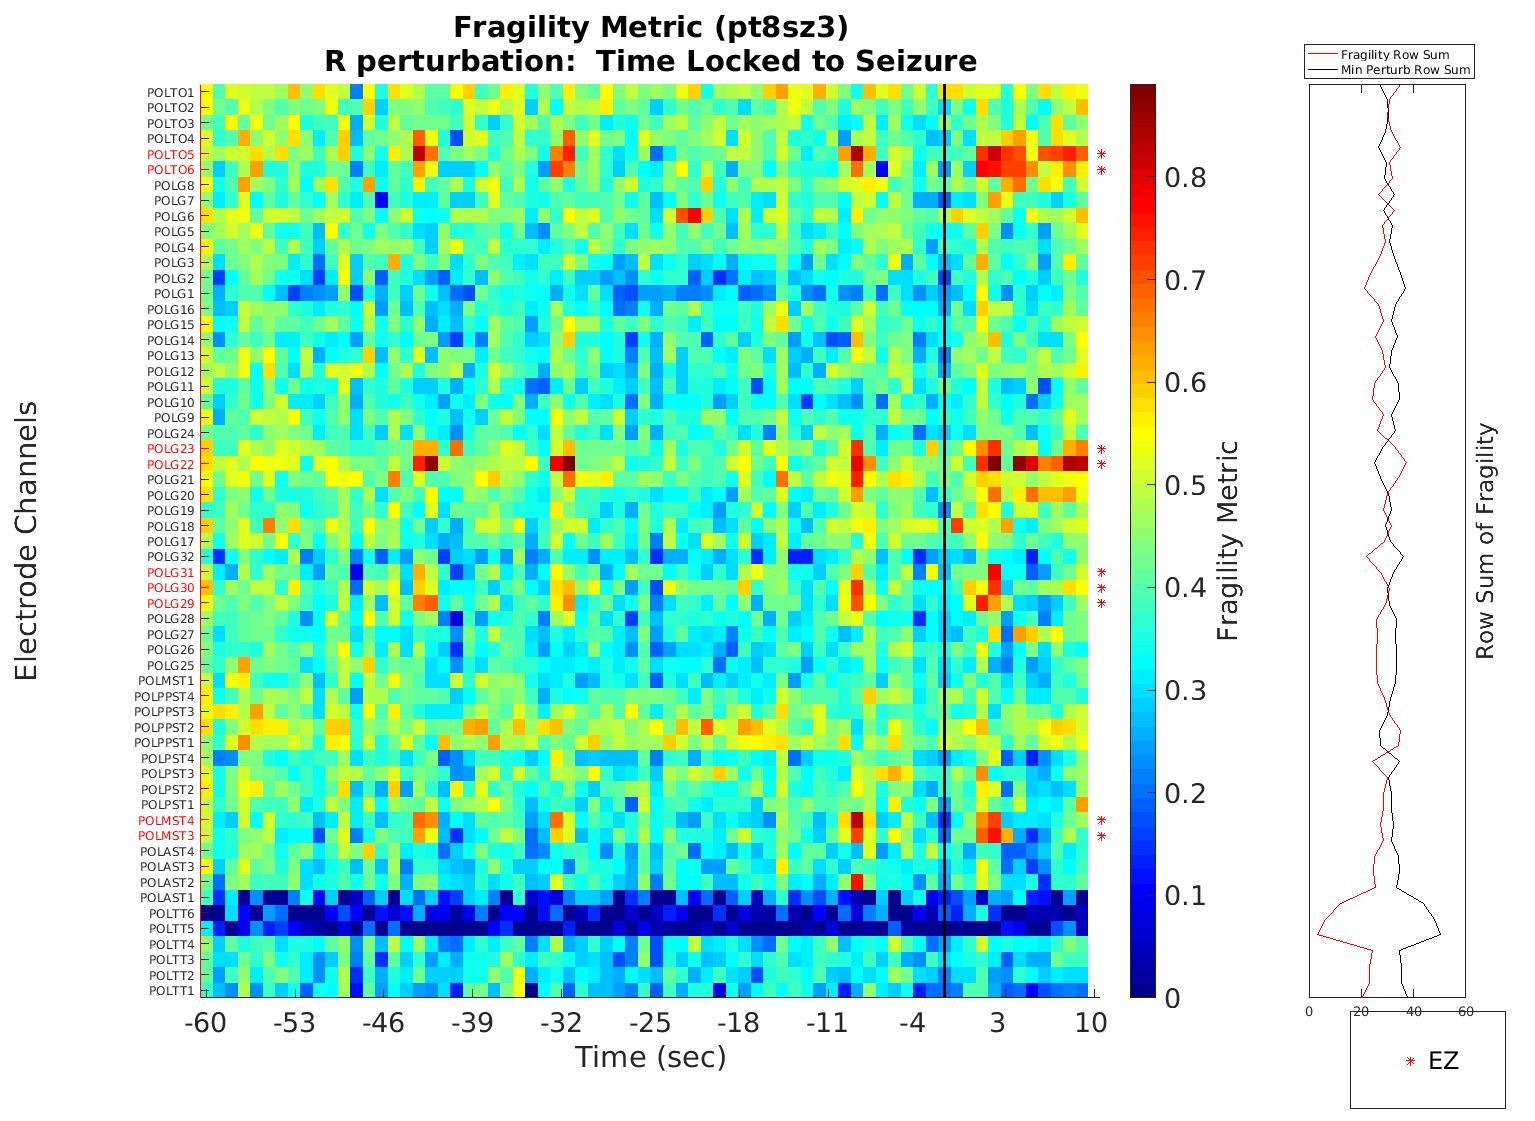 Fragility Metric (pt8sz3)
R perturbation:  Time Locked to Seizure
Fragility Row Sum
Min Perturb Row Sum
Electrode Channels
POLTO1
POLTO2
POLTO3
POLTO4
POLTO5
POLTO6
POLG8
POLG7
POLG6
POLG5
POLG4
POLG3
POLG2
POLG1
POLG16
POLG15
POLG14
POLG13
POLG12
POLG11
POLG10
POLG9
POLG24
POLG23
POLG22
POLG21
POLG20
POLG19
POLG18
POLG17
POLG32
POLG31
POLG30
POLG29
POLG28
POLG27
POLG26
POLG25
POLMST1
POLPPST4
POLPPST3
POLPPST2
POLPPST1
POLPST4
POLPST3
POLPST2
POLPST1
POLMST4
POLMST3
POLAST4
POLAST3
POLAST2
POLAST1
POLTT6
POLTT5
POLTT4
POLTT3
POLTT2
POLTT1
-60 -53 -46 -39 -32 -25 -18 -11 -4 3 10
Time (sec)
0.8
0.7
0.6
0.5
0.4
0.3
0.2
0.1
0
Fragility Metric
0 20 40 60
Row Sum of Fragility
EZ